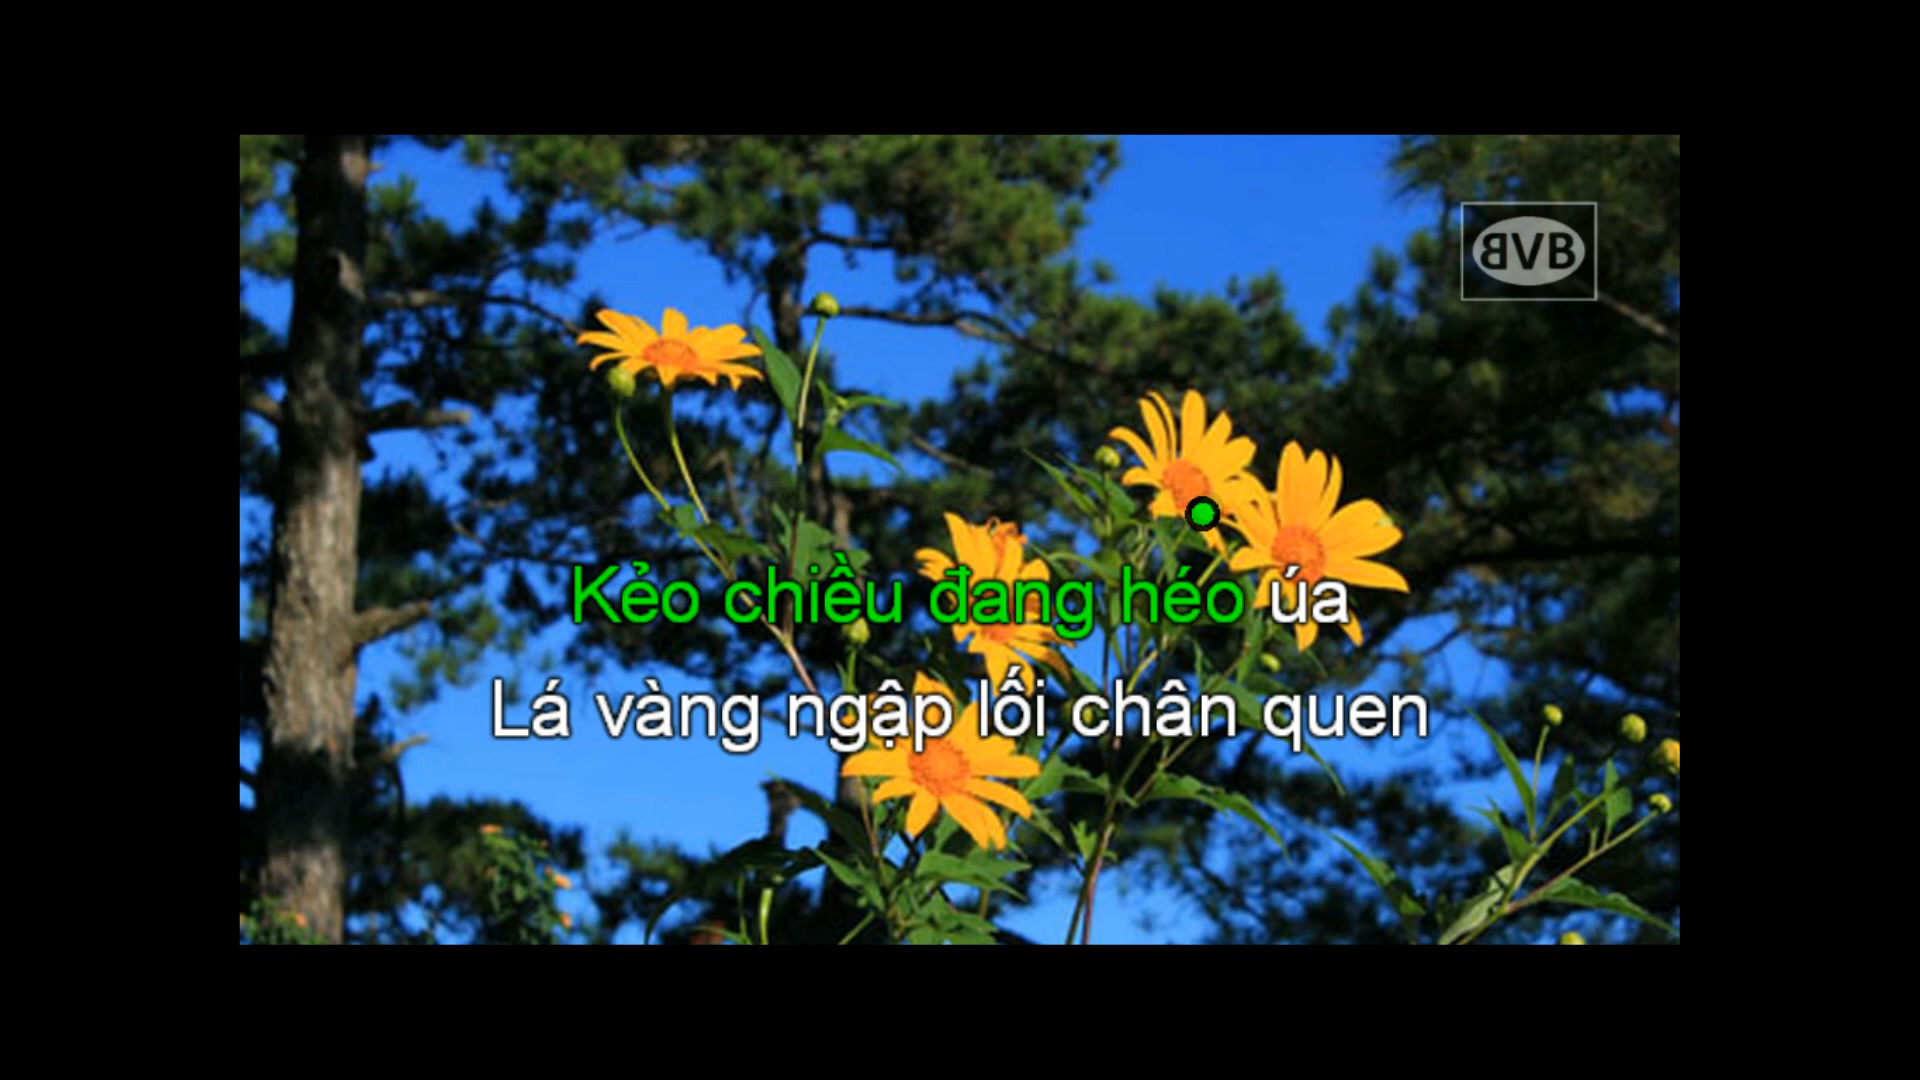 BVB
Kẻo chiều đang héo úa
Lá vàng ngập lối chân quen